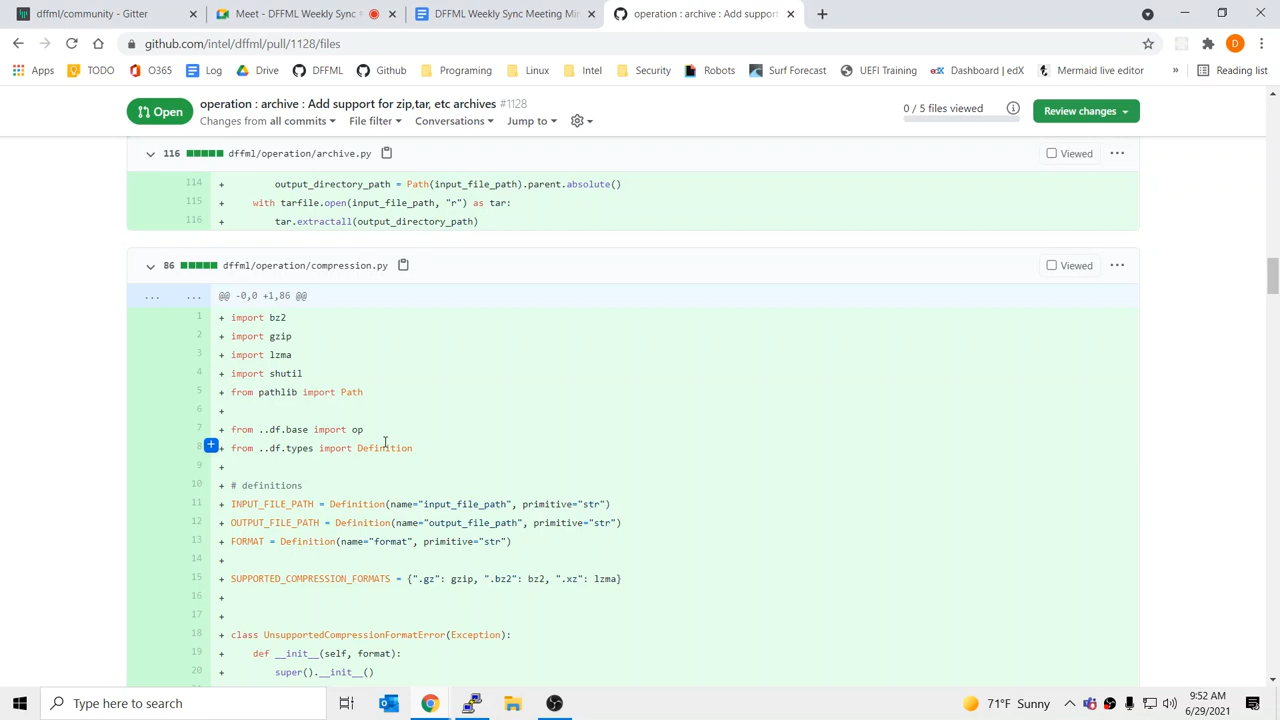 dffml/community - Gitter
Meet - DFFML Weekly Sync
DFFML Weekly Sync Meeting Min
operation : archive : Add support
github.com/intel/dffml/pull/1128/files
Apps TODO O365 Log Drive DFFML Github Programing Linux Intel Security Robots Surf Forecast UEFI Training Dashboard | edX Mermaid live editor » Reading list
Open
operation : archive : Add support for zip,tar, etc archives #1128
Changes from all commits File filter Conversations Jump to
0 / 5 files viewed
Review changes
116 dffml/operation/archive.py Viewed
114 + output_directory_path = Path(input_file_path).parent.absolute()
115 + with tarfile.open(input_file_path, "r") as tar:
116 + tar.extractall(output_directory_path)
86 dffml/operation/compression.py Viewed
... ... @@ -0,0 +1,86 @@
1 + import bz2
2 + import gzip
3 + import lzma
4 + import shutil
5 + from pathlib import Path
6 +
7 + from ..df.base import op
8 + from ..df.types import Definition
9 +
10 + # definitions
11 + INPUT_FILE_PATH = Definition(name="input_file_path", primitive="str")
12 + OUTPUT_FILE_PATH = Definition(name="output_file_path", primitive="str")
13 + FORMAT = Definition(name="format", primitive="str")
14 +
15 + SUPPORTED_COMPRESSION_FORMATS = {".gz": gzip, ".bz2": bz2, ".xz": lzma}
16 +
17 +
18 + class UnsupportedCompressionFormatError(Exception):
19 + def __init__(self, format):
20 + super().__init__()
Type here to search
71°F Sunny
9:52 AM
6/29/2021